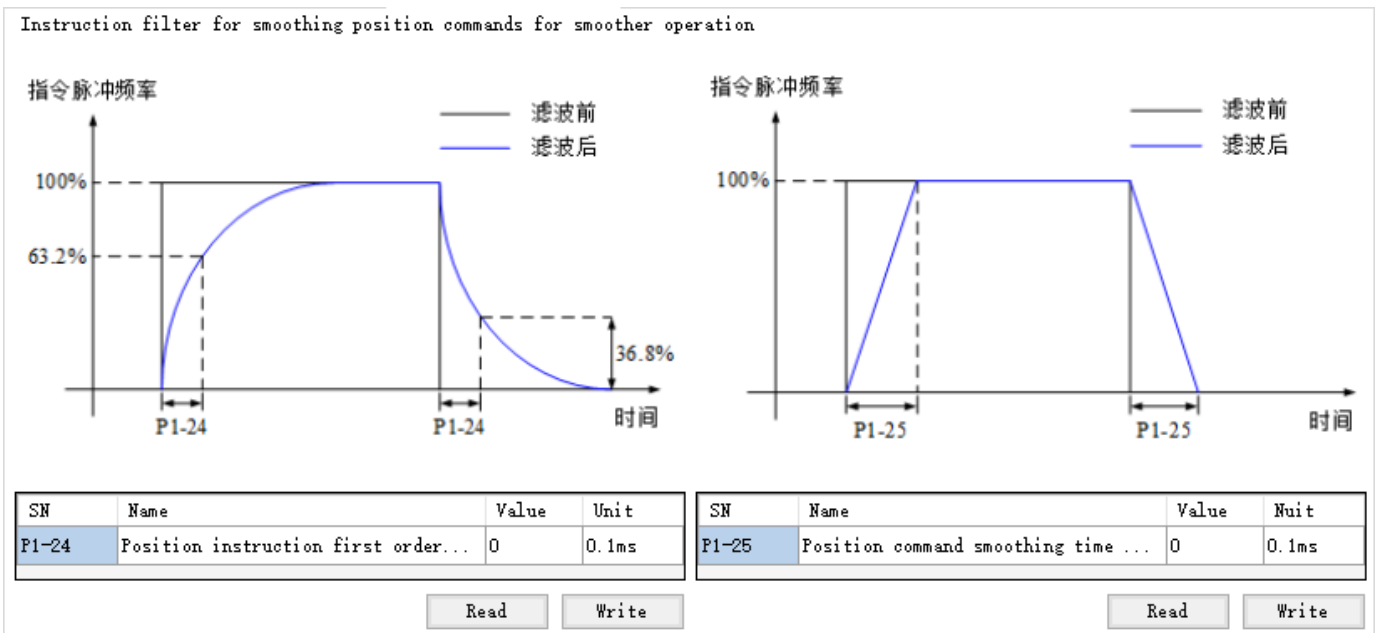 Instruction filter for smoothing position commands for smoother operation
指令脉冲频率
滤波前
滤波后
100%
63.2%
36.8%
P1-24
P1-24
时间
指令脉冲频率
滤波前
滤波后
100%
P1-25
P1-25
时间
SN Name Value Unit
P1-24 Position instruction first order... 0 0.1ms
Read Write
SN Name Value Nuit
P1-25 Position command smoothing time ... 0 0.1ms
Read Write